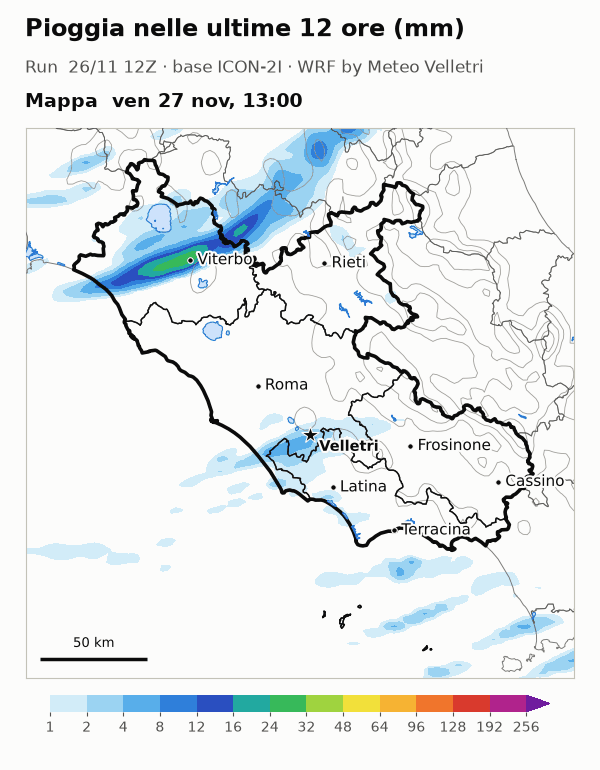 Pioggia nelle ultime 12 ore (mm)
Run 26/11 12Z · base ICON-2I · WRF by Meteo Velletri
Mappa ven 27 nov, 13:00
Viterbo
Rieti
Roma
Velletri
Frosinone
Latina
Cassino
Terracina
50 km
1 2 4 8 12 16 24 32 48 64 96 128 192 256